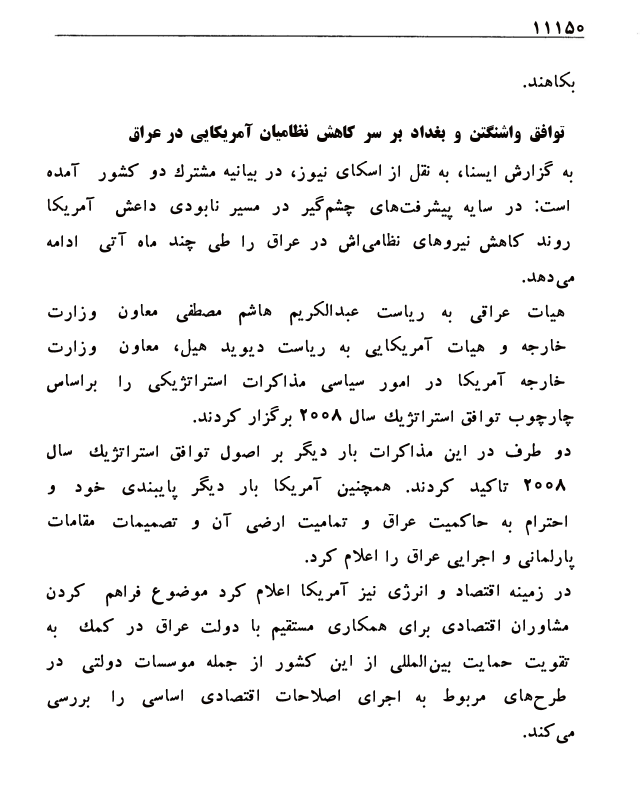 ۱۱۱۵۰
بکاهند.
توافق واشنگتن و بغداد بر سر کاهش نظامیان آمریکایی در عراق
به گزارش ایسنا، به نقل از اسکای نیوز، در بیانیه مشترك دو کشور آمده
است: در سایه پیشرفت‌های چشم‌گیر در مسیر نابودی داعش آمریکا
روند کاهش نیروهای نظامی‌اش در عراق را طی چند ماه آتی ادامه
می‌دهد.
هیات عراقی به ریاست عبدالکریم هاشم مصطفی معاون وزارت
خارجه و هیات آمریکایی به ریاست دیوید هیل، معاون وزارت
خارجه آمریکا در امور سیاسی مذاکرات استراتژیکی را براساس
چارچوب توافق استراتژیك سال ۲۰۰۸ برگزار کردند.
دو طرف در این مذاکرات بار دیگر بر اصول توافق استراتژیك سال
۲۰۰۸ تاکید کردند. همچنین آمریکا بار دیگر پایبندی خود و
احترام به حاکمیت عراق و تمامیت ارضی آن و تصمیمات مقامات
پارلمانی و اجرایی عراق را اعلام کرد.
در زمینه اقتصاد و انرژی نیز آمریکا اعلام کرد موضوع فراهم کردن
مشاوران اقتصادی برای همکاری مستقیم با دولت عراق در کمك به
تقویت حمایت بین‌المللی از این کشور از جمله موسسات دولتی در
طرح‌های مربوط به اجرای اصلاحات اقتصادی اساسی را بررسی
می‌کند.